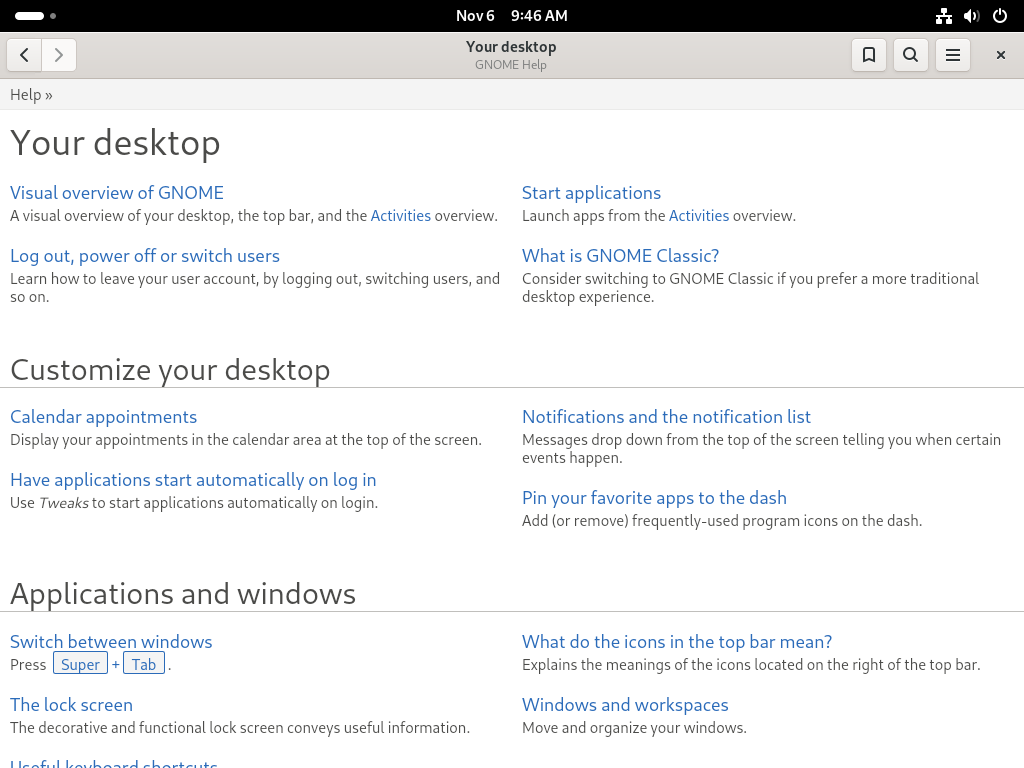 Nov 6 9:46 AM
Your desktop
GNOME Help
Help »
Your desktop
Visual overview of GNOME
A visual overview of your desktop, the top bar, and the Activities overview.
Log out, power off or switch users
Learn how to leave your user account, by logging out, switching users, and
so on.
Start applications
Launch apps from the Activities overview.
What is GNOME Classic?
Consider switching to GNOME Classic if you prefer a more traditional
desktop experience.
Customize your desktop
Calendar appointments
Display your appointments in the calendar area at the top of the screen.
Have applications start automatically on log in
Use Tweaks to start applications automatically on login.
Notifications and the notification list
Messages drop down from the top of the screen telling you when certain
events happen.
Pin your favorite apps to the dash
Add (or remove) frequently-used program icons on the dash.
Applications and windows
Switch between windows
Press Super + Tab .
The lock screen
The decorative and functional lock screen conveys useful information.
Useful keyboard shortcuts
What do the icons in the top bar mean?
Explains the meanings of the icons located on the right of the top bar.
Windows and workspaces
Move and organize your windows.